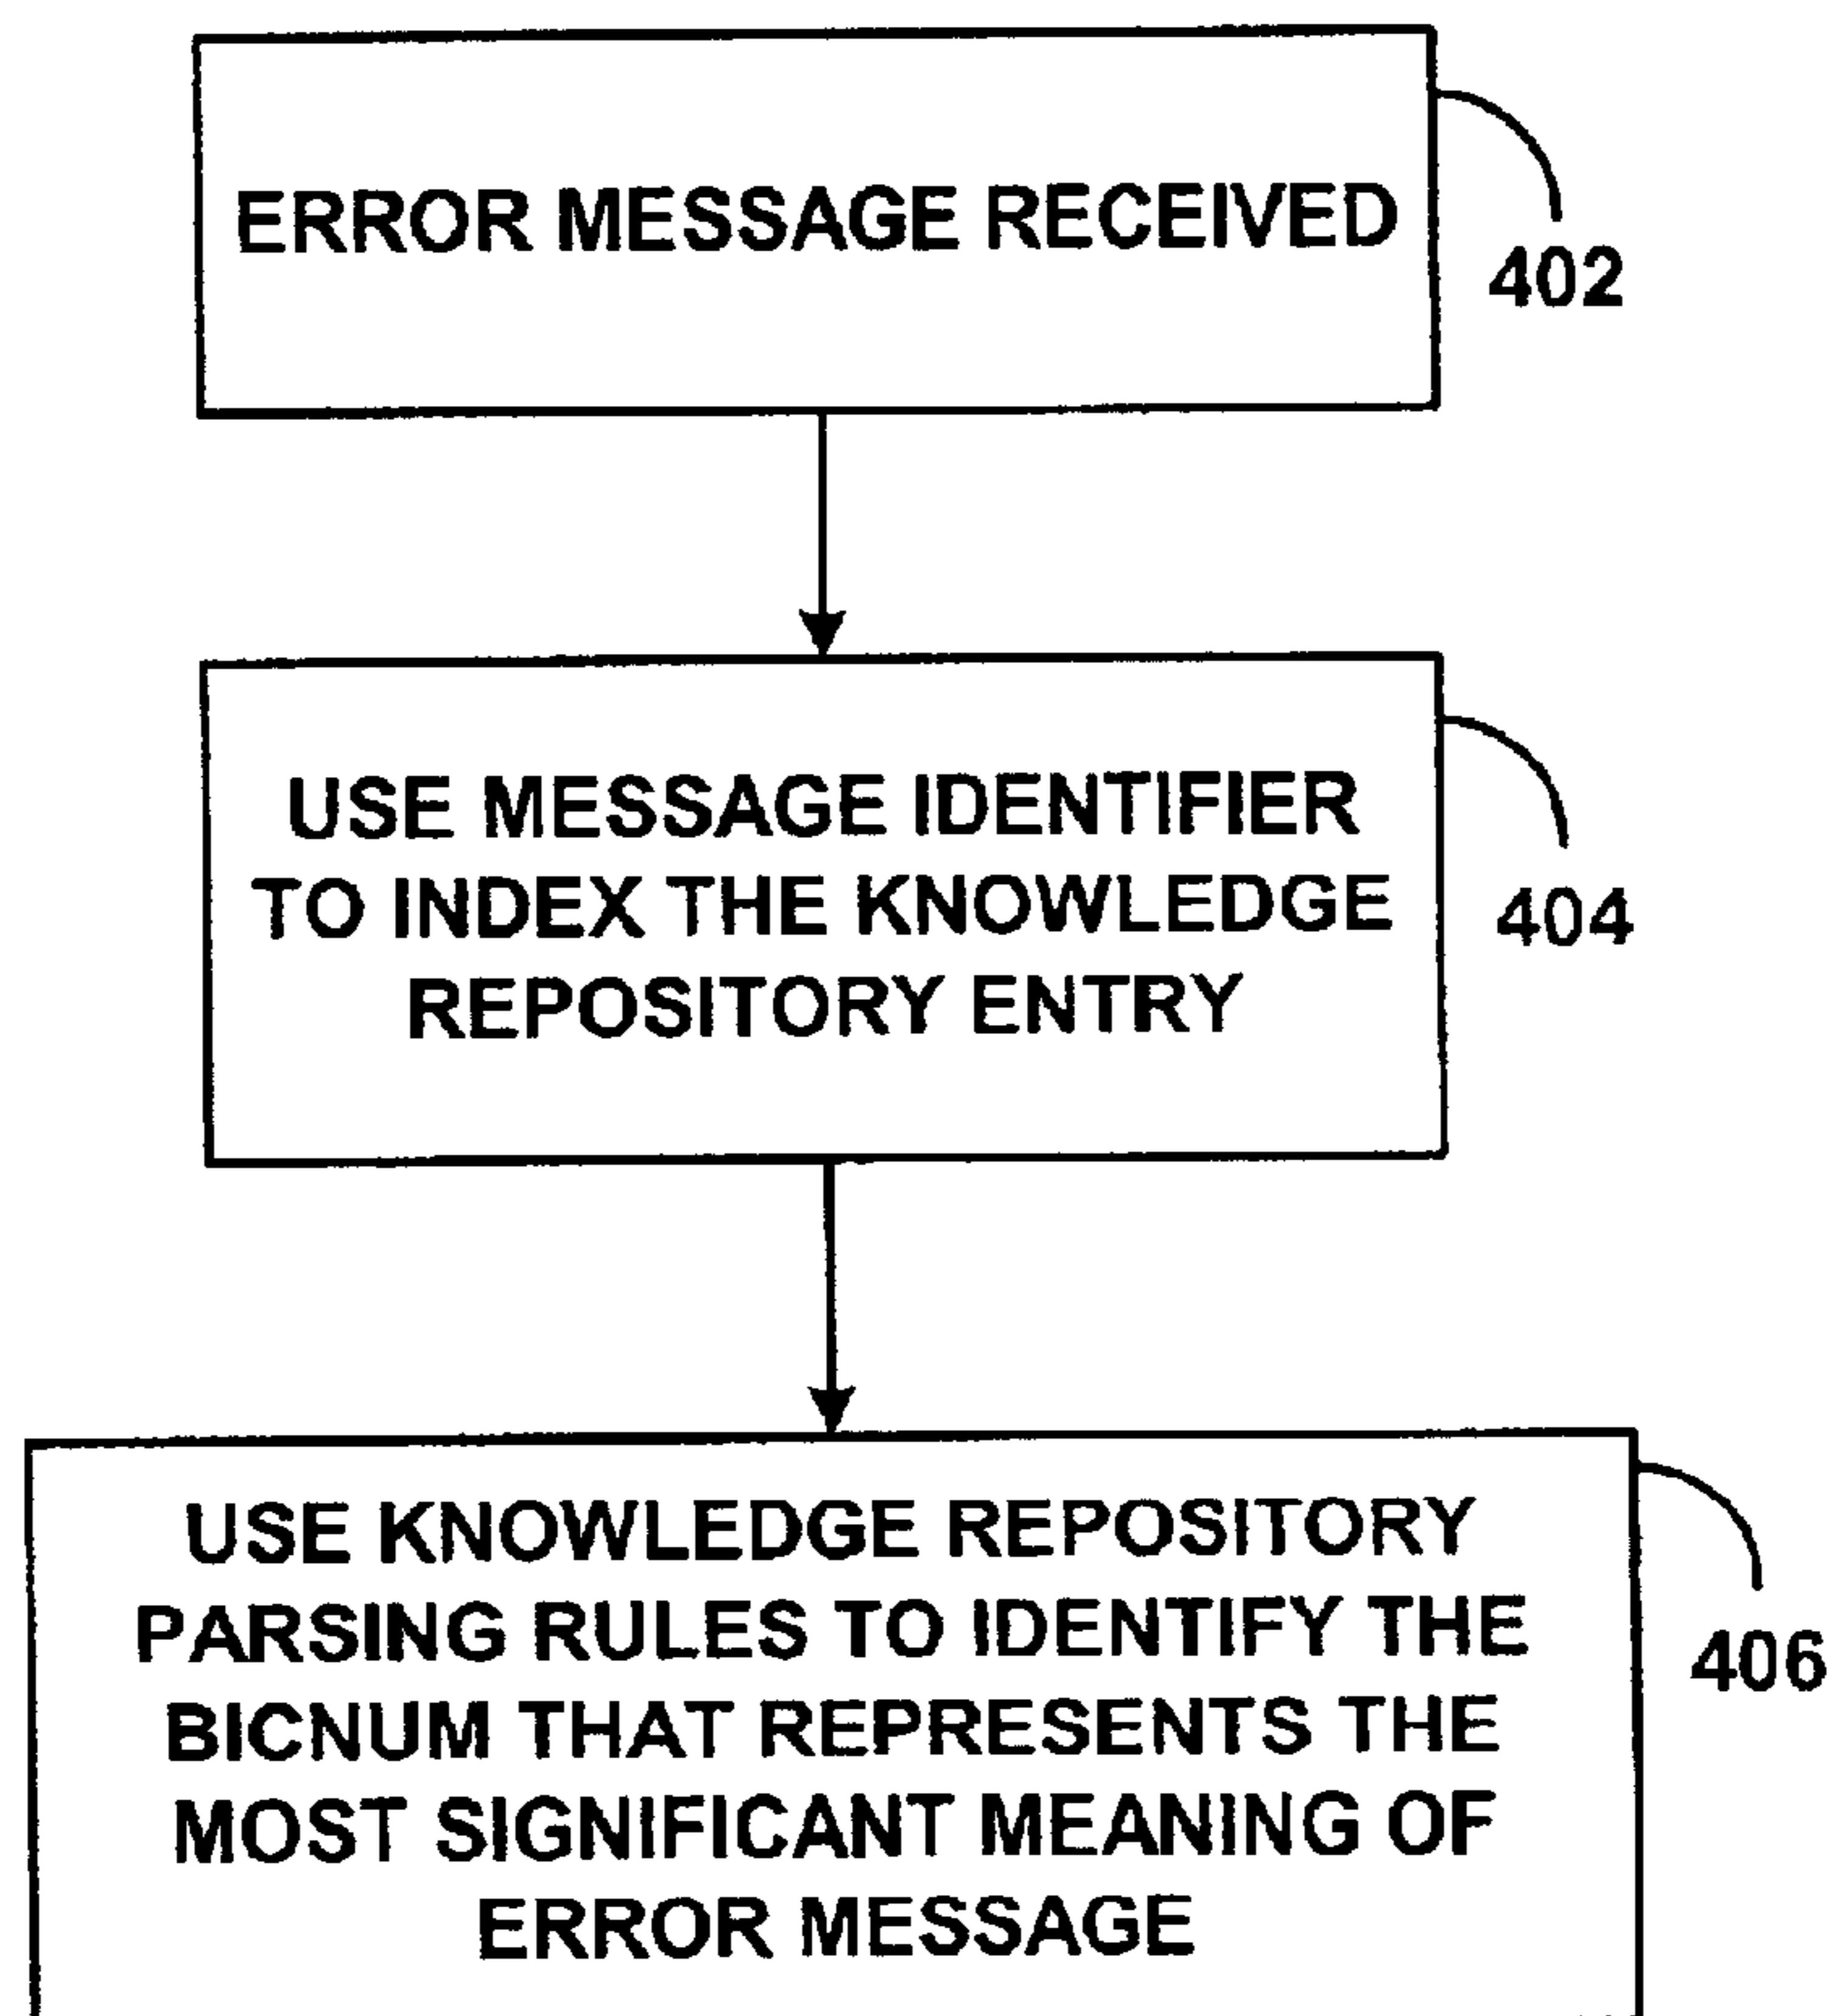 ERROR MESSAGE RECEIVED
402
USE MESSAGE IDENTIFIER
TO INDEX THE KNOWLEDGE
REPOSITORY ENTRY
404
USE KNOWLEDGE REPOSITORY
PARSING RULES TO IDENTIFY THE
BICNUM THAT REPRESENTS THE
MOST SIGNIFICANT MEANING OF
ERROR MESSAGE
406